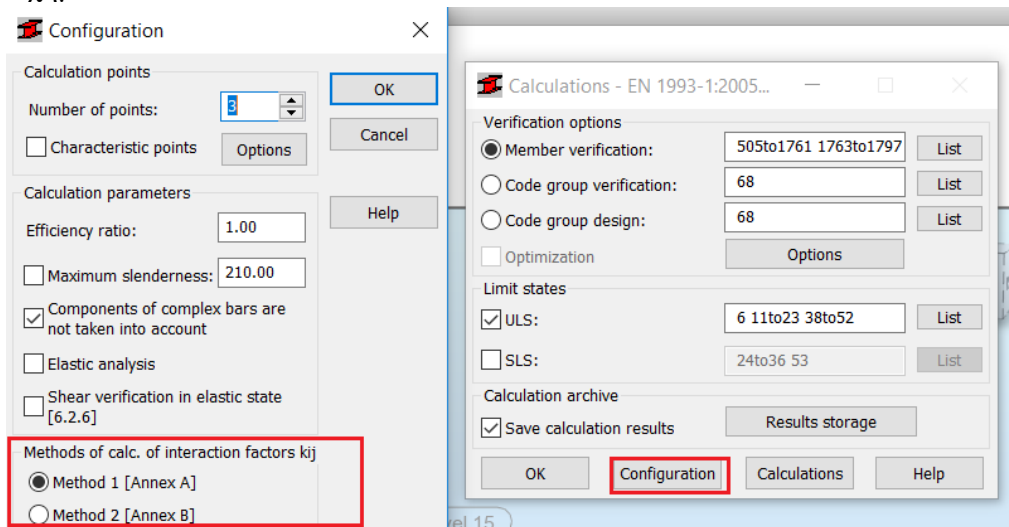 Configuration
Calculation points
Number of points:
3
Characteristic points
Options
Calculation parameters
Efficiency ratio:
1.00
Maximum slenderness:
210.00
Components of complex bars are
not taken into account
Elastic analysis
Shear verification in elastic state
[6.2.6]
Methods of calc. of interaction factors kij
Method 1 [Annex A]
Method 2 [Annex B]
OK
Cancel
Help
Calculations - EN 1993-1:2005...
Verification options
Member verification:
505to1761 1763to1797
List
Code group verification:
68
List
Code group design:
68
List
Optimization
Options
Limit states
ULS:
6 11to23 38to52
List
SLS:
24to36 53
List
Calculation archive
Save calculation results
Results storage
OK
Configuration
Calculations
Help
15